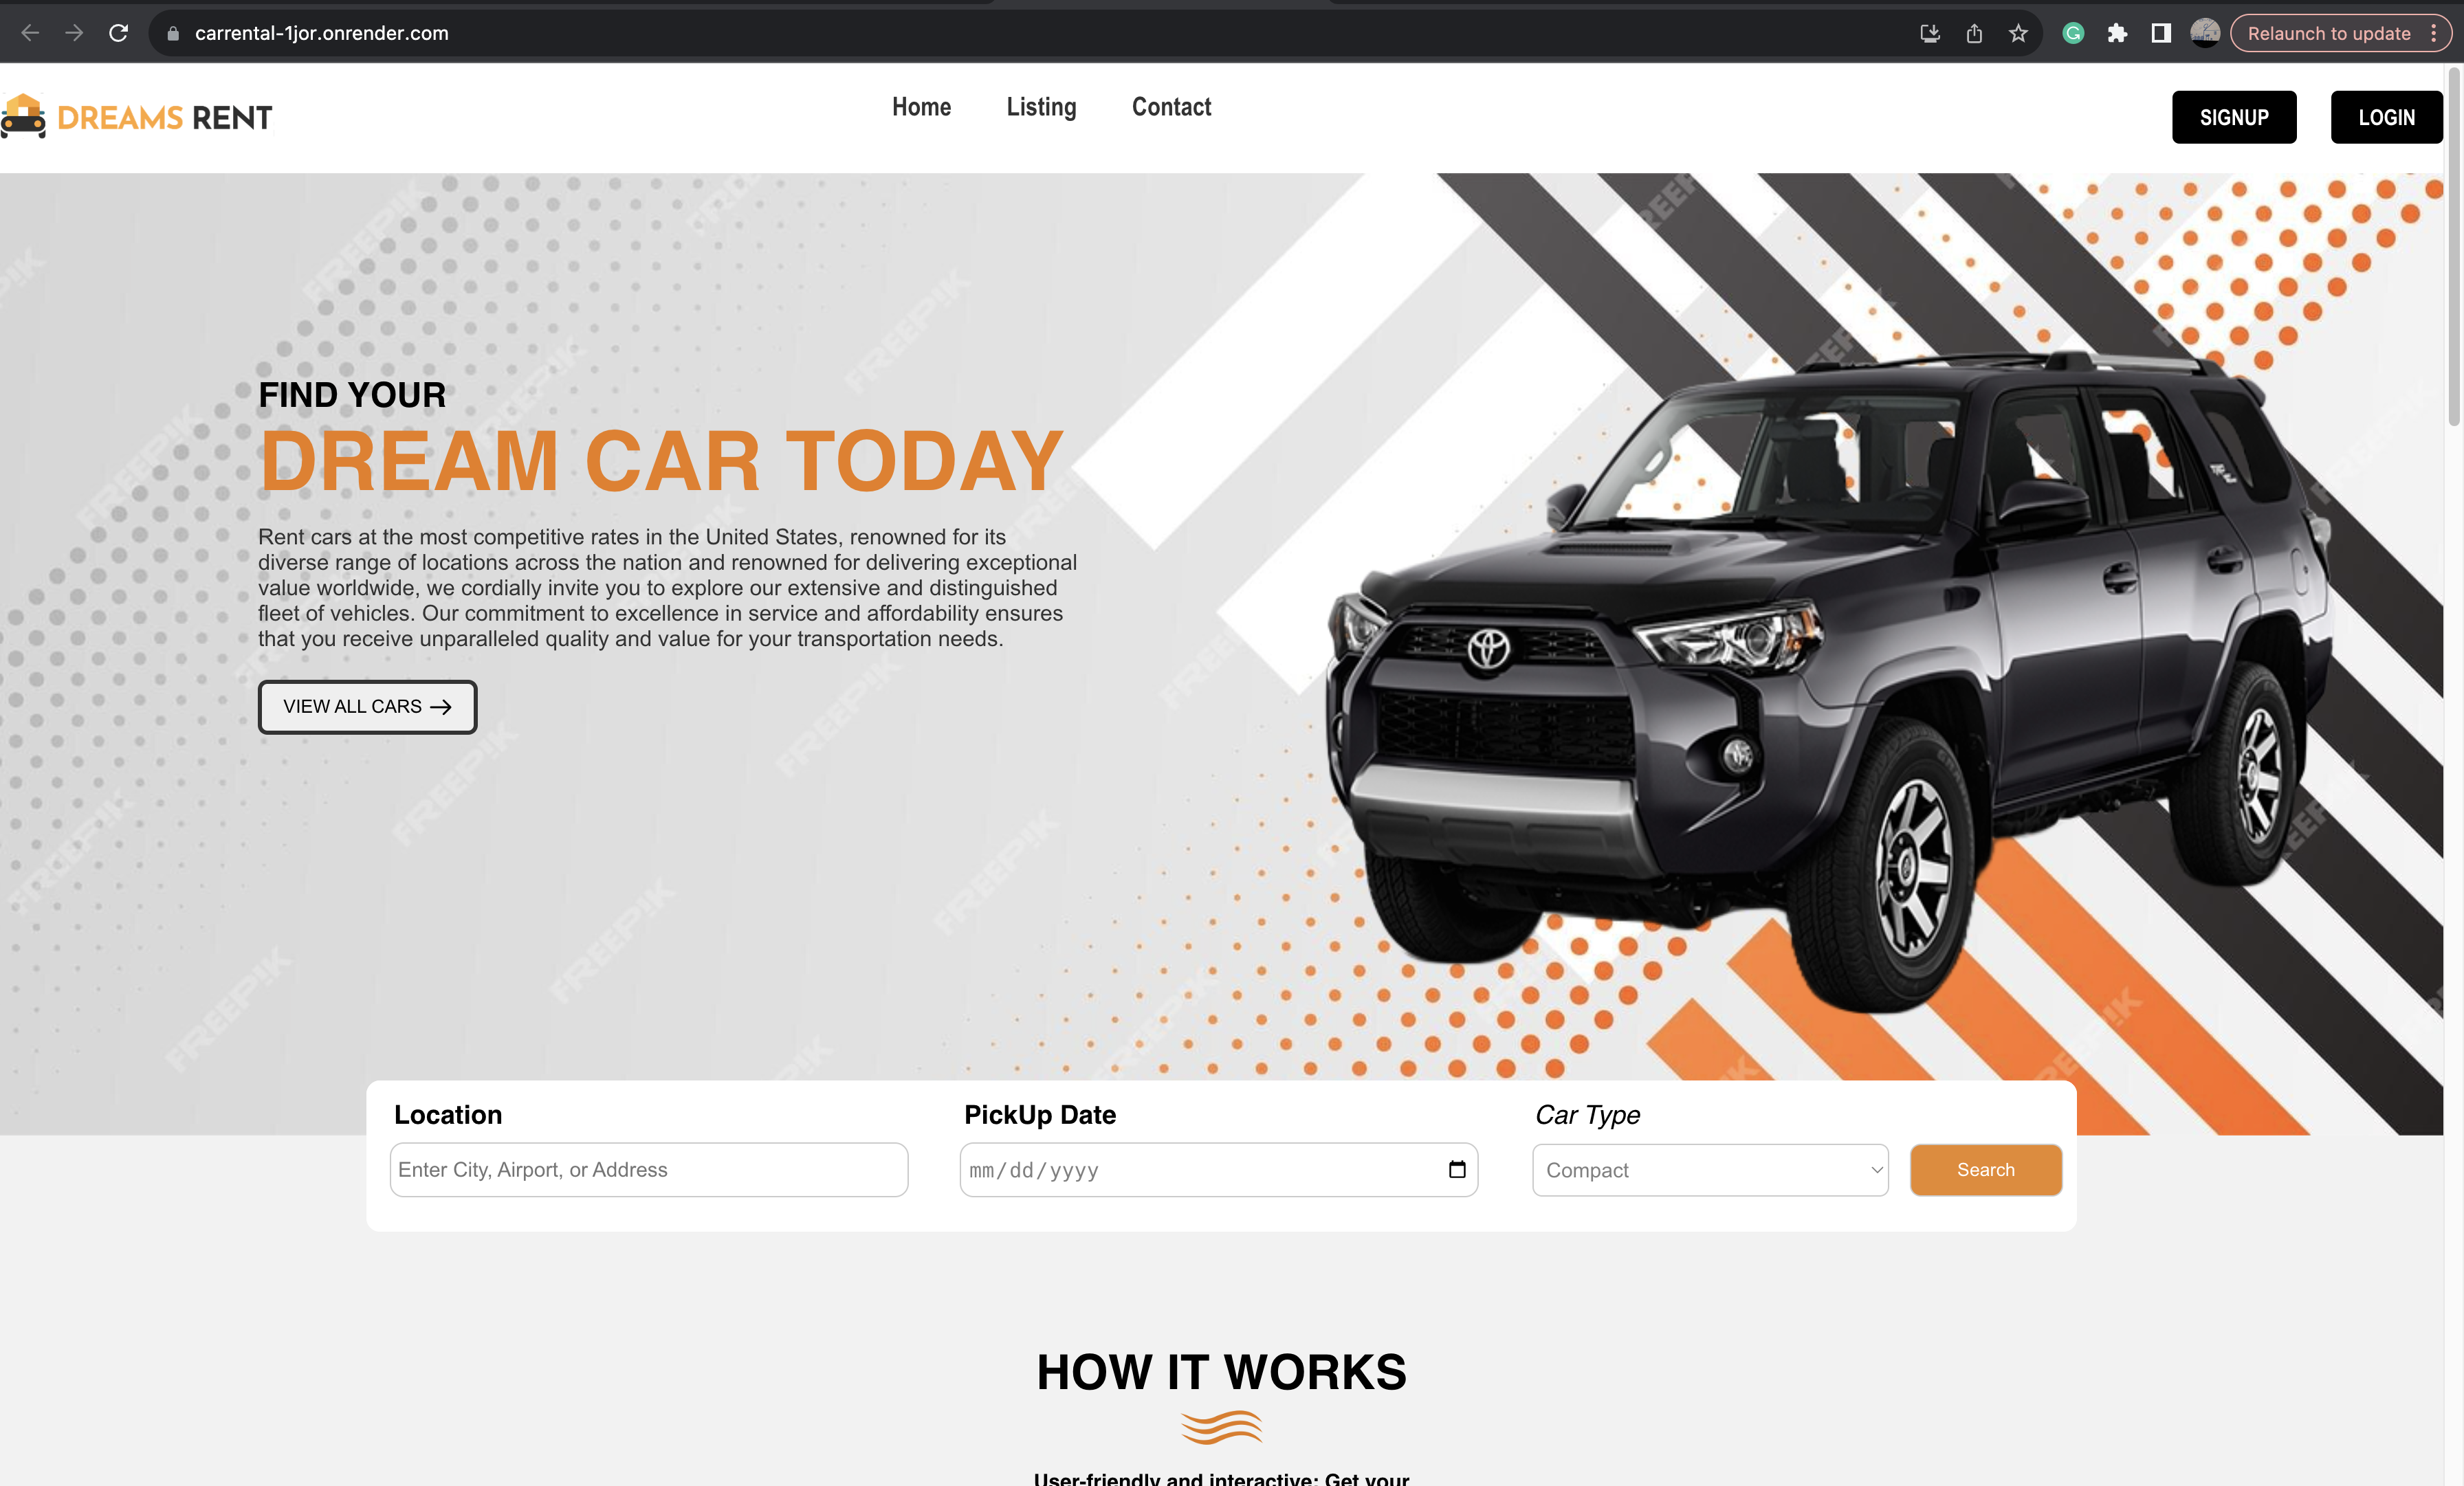 carrental-1jor.onrender.com
Relaunch to update
DREAMS RENT
Home
Listing
Contact
SIGNUP
LOGIN
FIND YOUR
DREAM CAR TODAY
Rent cars at the most competitive rates in the United States, renowned for its
diverse range of locations across the nation and renowned for delivering exceptional
value worldwide, we cordially invite you to explore our extensive and distinguished
fleet of vehicles. Our commitment to excellence in service and affordability ensures
that you receive unparalleled quality and value for your transportation needs.
VIEW ALL CARS →
FREEPIK
Location
PickUp Date
Car Type
Enter City, Airport, or Address
mm/dd/yyyy
Compact
Search
HOW IT WORKS
User-friendly and interactive: Get your